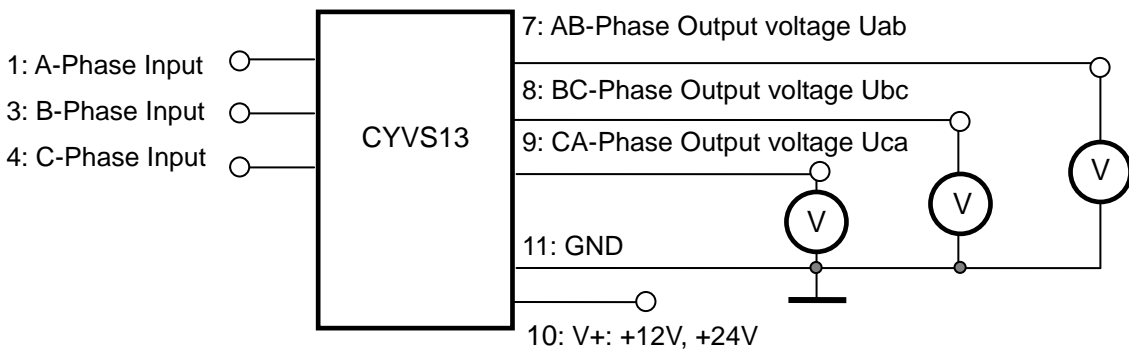 7: AB-Phase Output voltage Uab
1: A-Phase Input
8: BC-Phase Output voltage Ubc
3: B-Phase Input
CYVS13
9: CA-Phase Output voltage Uca
4: C-Phase Input
V
V
V
11: GND
10: V+: +12V, +24V